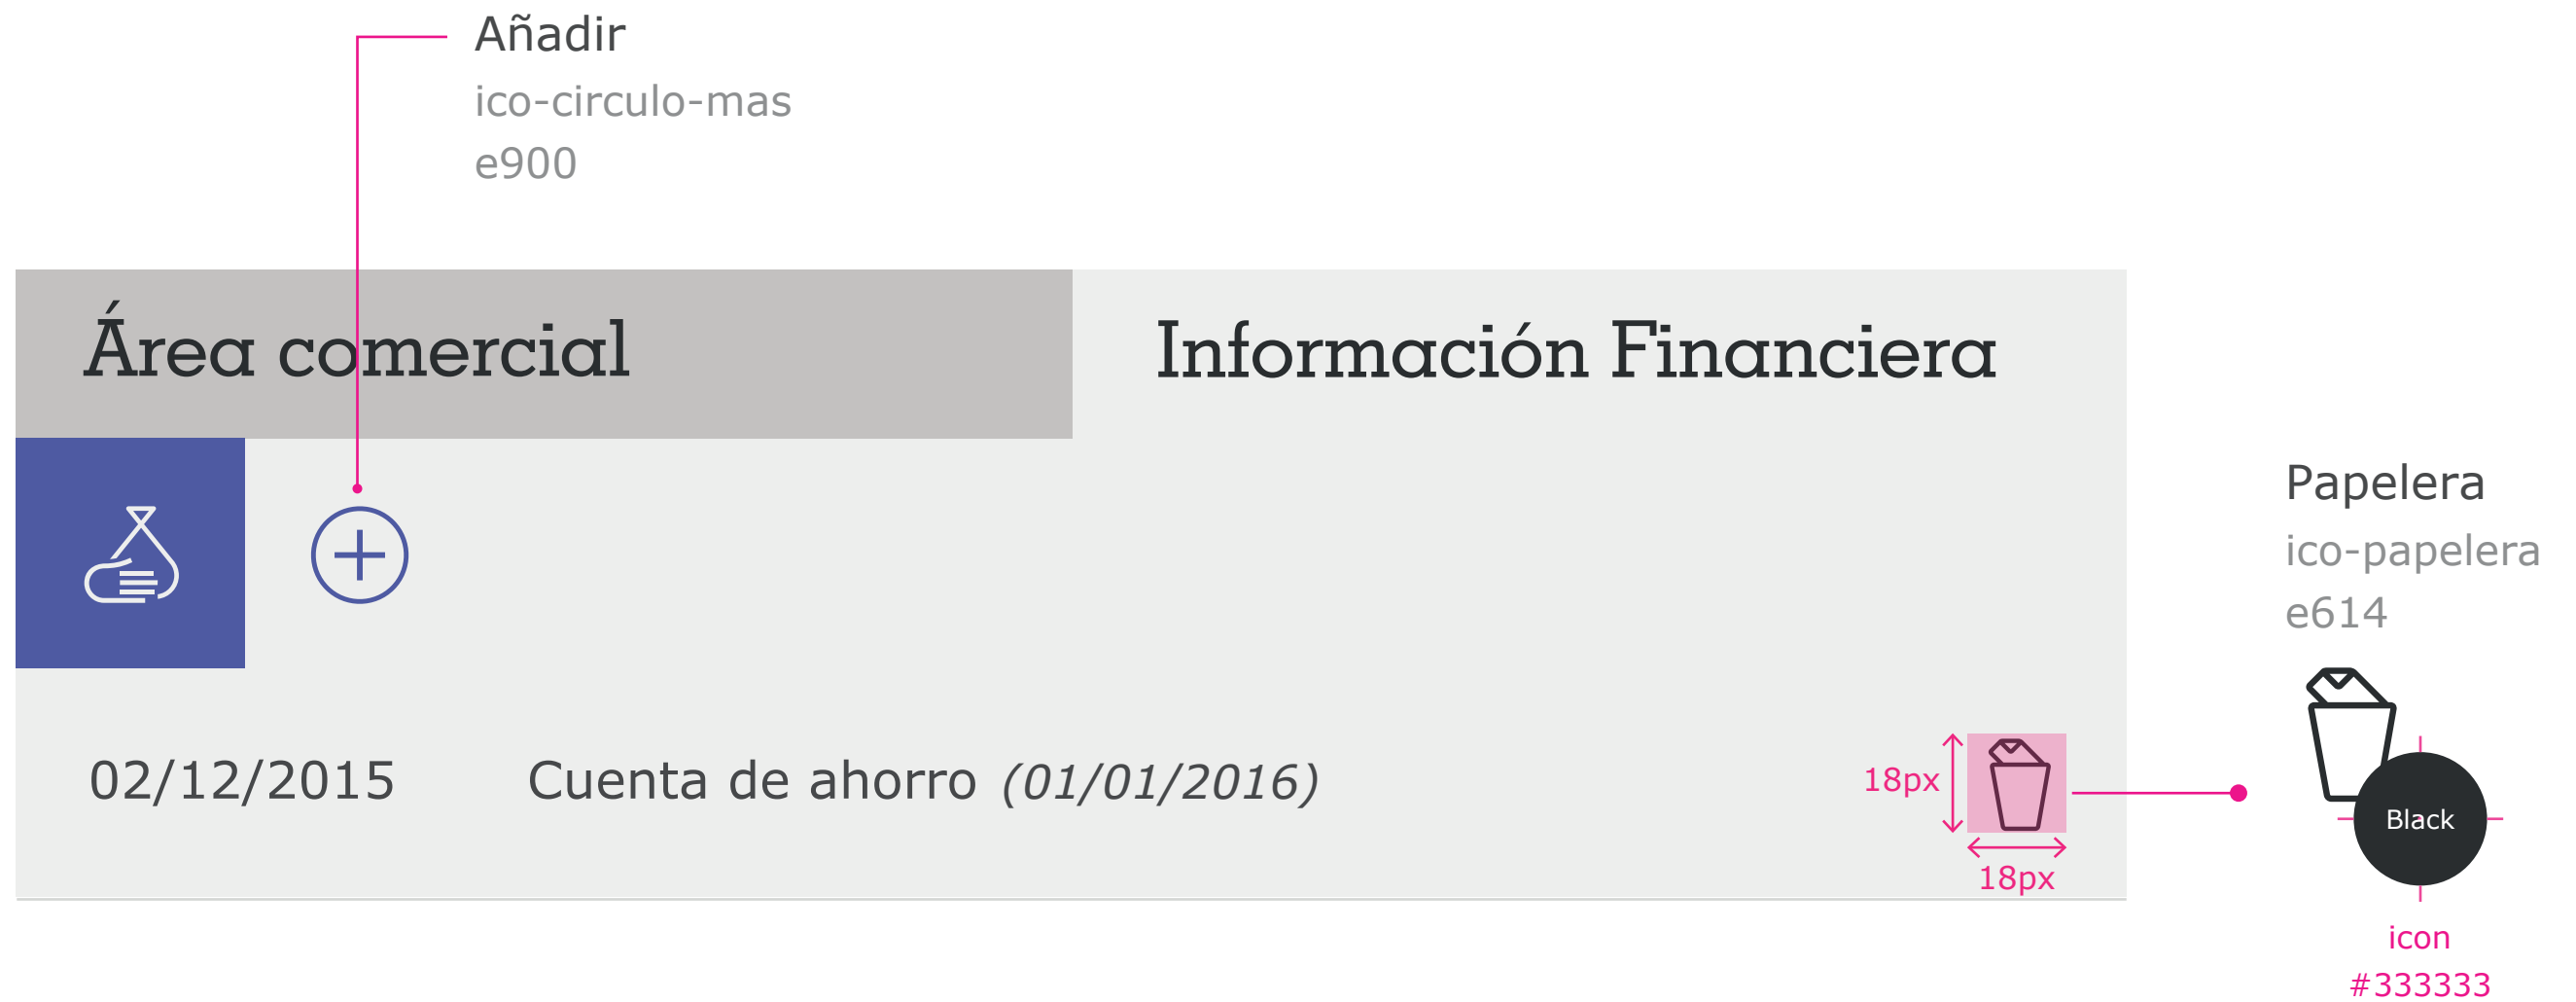 Añadir
ico-circulo-mas
e900
Área comercial
Información Financiera
Papelera
ico-papelera
e614
02/12/2015
Cuenta de ahorro (01/01/2016)
18px
18px
Black
icon
#333333